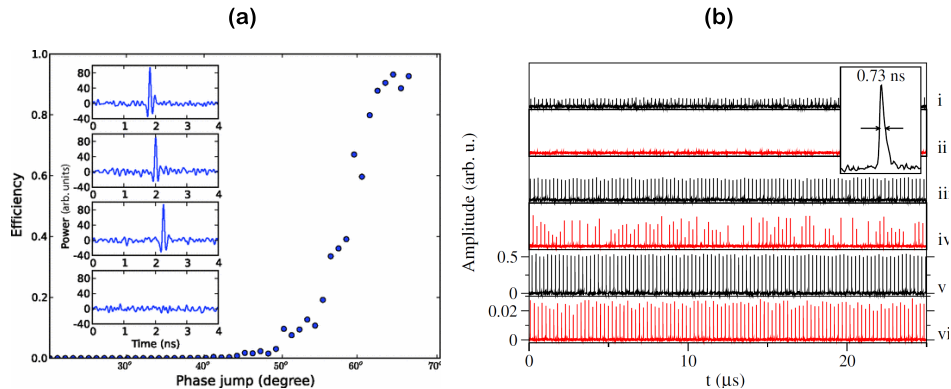 (a)
(b)
1.0
0.8
0.6
0.4
0.2
0.0
Efficiency
30°
40°
50°
60°
70°
Phase jump (degree)
80
40
0
-40
0 1 2 3 4
80
40
0
-40
0 1 2 3 4
80
40
0
-40
0 1 2 3 4
80
40
0
-40
0 1 2 3 4
Power (arb. units)
Time (ns)
Amplitude (arb. u.)
0.73 ns
i
ii
iii
iv
v
vi
0.5
0
0.02
0
0 10 20
t (μs)